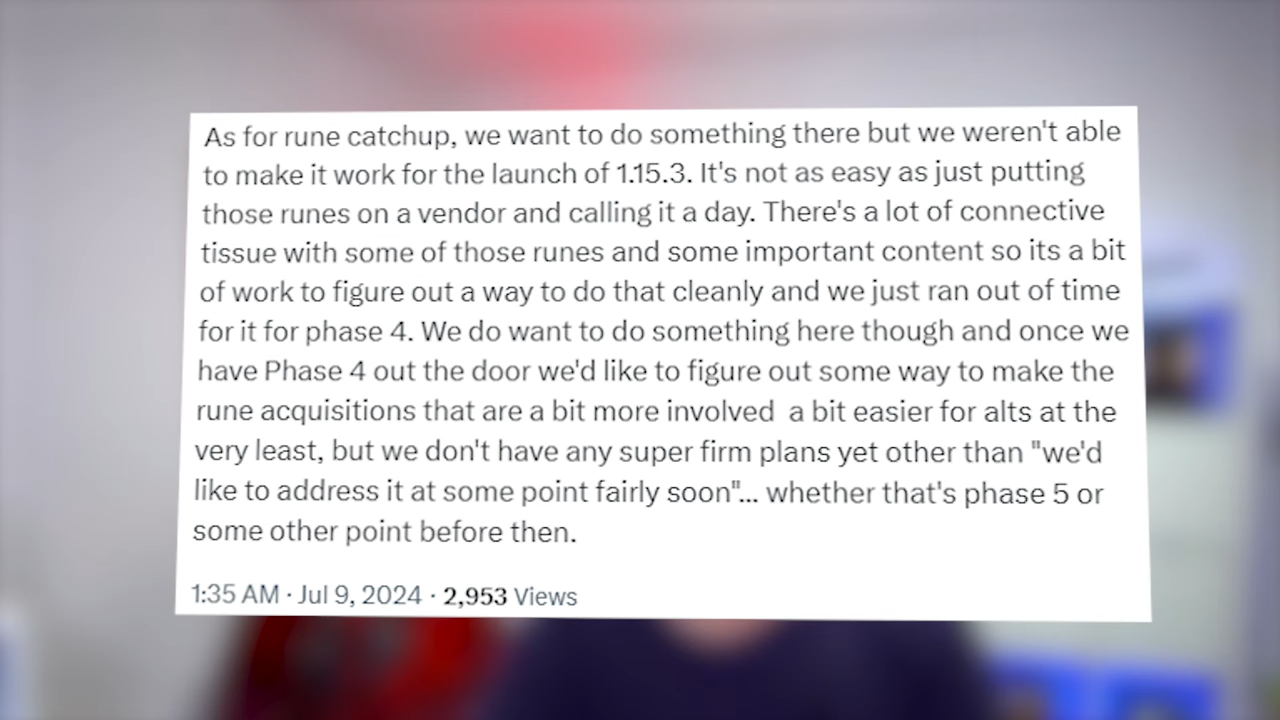 As for rune catchup, we want to do something there but we weren't able
to make it work for the launch of 1.15.3. It's not as easy as just putting
those runes on a vendor and calling it a day. There's a lot of connective
tissue with some of those runes and some important content so its a bit
of work to figure out a way to do that cleanly and we just ran out of time
for it for phase 4. We do want to do something here though and once we
have Phase 4 out the door we'd like to figure out some way to make the
rune acquisitions that are a bit more involved  a bit easier for alts at the
very least, but we don't have any super firm plans yet other than "we'd
like to address it at some point fairly soon"... whether that's phase 5 or
some other point before then.
1:35 AM · Jul 9, 2024 · 2,953 Views